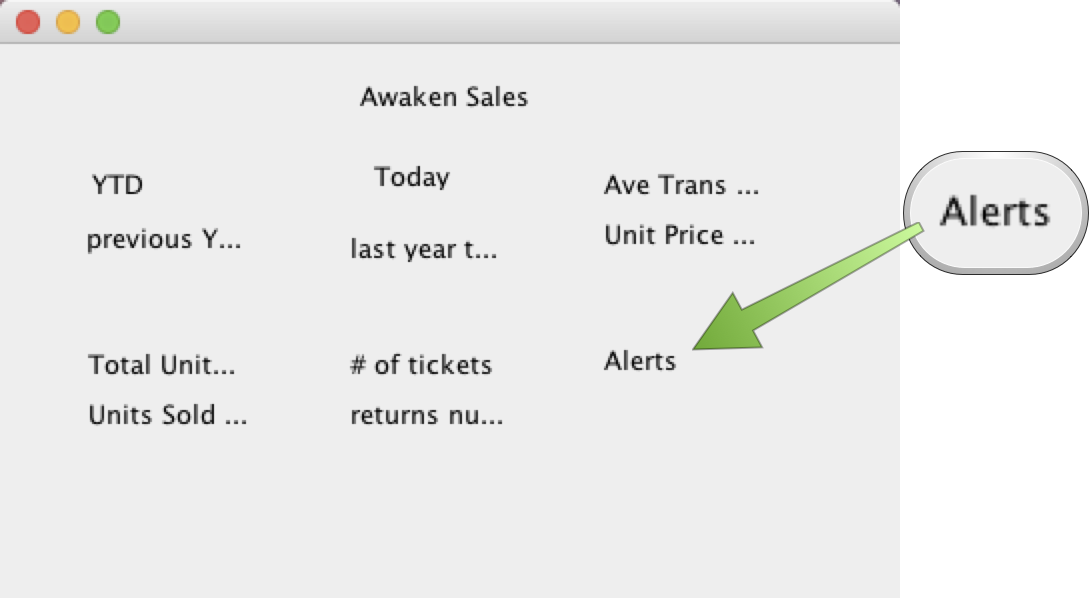 Awaken Sales
YTD
Today
Ave Trans ...
previous Y...
last year t...
Unit Price ...
Alerts
Total Unit...
# of tickets
Alerts
Units Sold ...
returns nu...